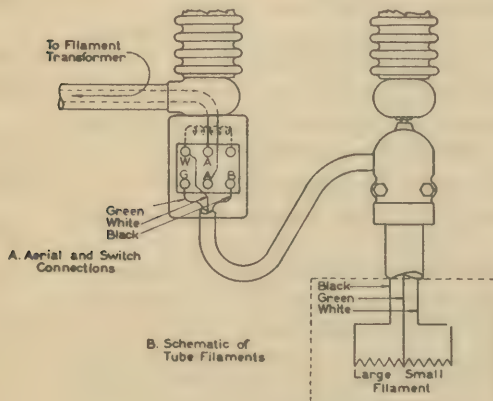 To Filament
Transformer
W A
G A B
Green
White
Black
A. Aerial and Switch
Connections
Black
Green
White
B. Schematic of
Tube Filaments
Large Small
Filament